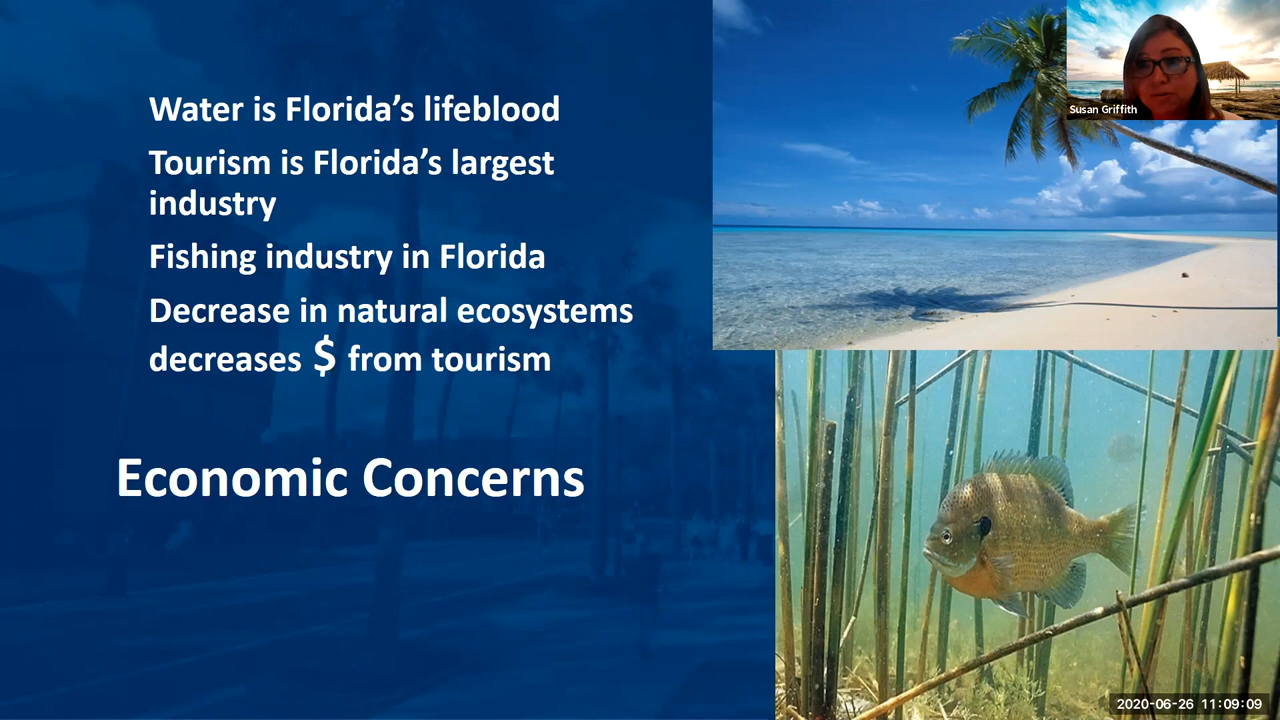 Water is Florida’s lifeblood
Tourism is Florida’s largest
industry
Fishing industry in Florida
Decrease in natural ecosystems
decreases $ from tourism
Economic Concerns
Susan Griffith
2020-06-26 11:09:09